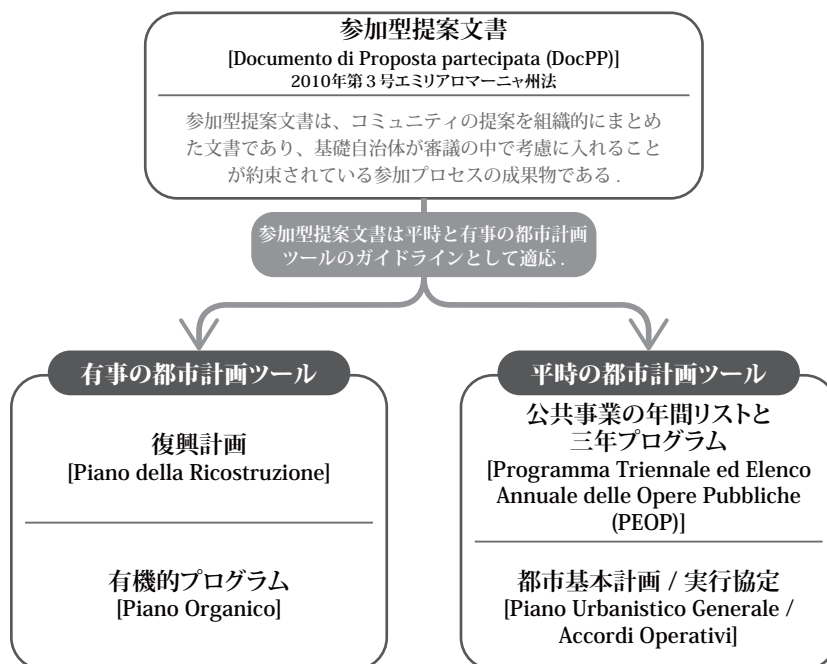 参加型提案文書
[Documento di Proposta partecipata (DocPP)]
2010年第3号エミリアロマーニャ州法
参加型提案文書は、コミュニティの提案を組織的にまとめ
た文書であり、基礎自治体が審議の中で考慮に入れること
が約束されている参加プロセスの成果物である.
参加型提案文書は平時と有事の都市計画
ツールのガイドラインとして適応.
有事の都市計画ツール
復興計画
[Piano della Ricostruzione]
有機的プログラム
[Piano Organico]
平時の都市計画ツール
公共事業の年間リストと
三年プログラム
[Programma Triennale ed Elenco
Annuale delle Opere Pubbliche
(PEOP)]
都市基本計画 / 実行協定
[Piano Urbanistico Generale /
Accordi Operativi]